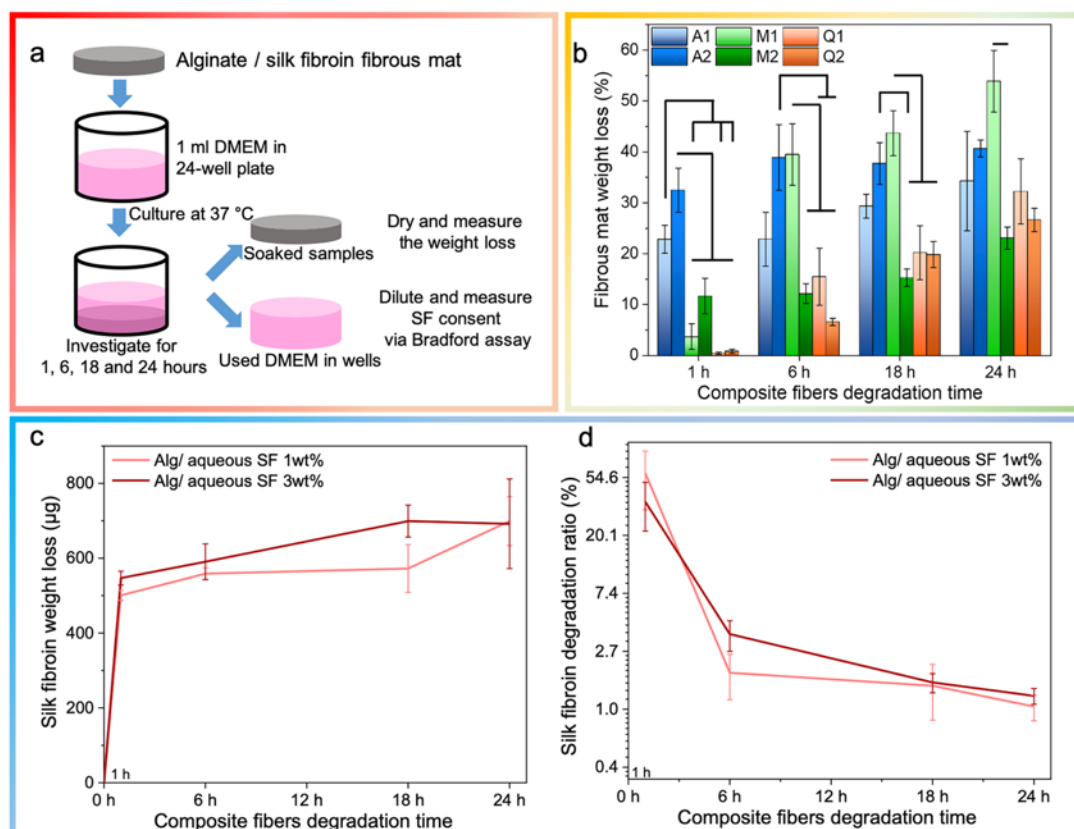 a
Alginate / silk fibroin fibrous mat
1 ml DMEM in
24-well plate
Culture at 37 °C
Dry and measure
the weight loss
Soaked samples
Dilute and measure
SF consent
via Bradford assay
Investigate for
1, 6, 18 and 24 hours
Used DMEM in wells
b
A1 M1 Q1
A2 M2 Q2
Fibrous mat weight loss (%)
60
50
40
30
20
10
0
1 h 6 h 18 h 24 h
Composite fibers degradation time
c
Alg/ aqueous SF 1wt%
Alg/ aqueous SF 3wt%
Silk fibroin weight loss (µg)
800
600
400
200
0
1 h
0 h 6 h 18 h 24 h
Composite fibers degradation time
d
Alg/ aqueous SF 1wt%
Alg/ aqueous SF 3wt%
Silk fibroin degradation ratio (%)
54.6
20.1
7.4
2.7
1.0
0.4
1 h
0 h 6 h 12 h 18 h 24 h
Composite fibers degradation time